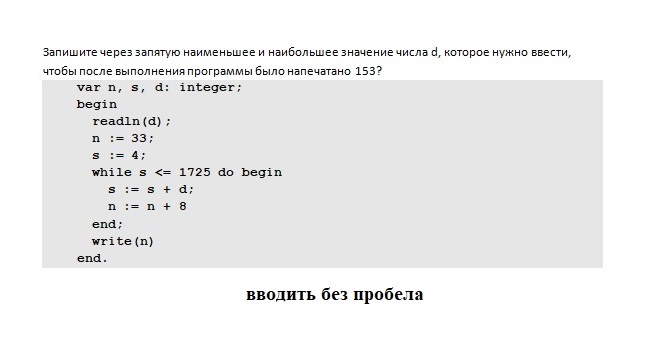 Запишите через запятую наименьшее и наибольшее значение числа d, которое нужно ввести,
чтобы после выполнения программы было напечатано 153?
var n, s, d: integer;
begin
readln(d);
n := 33;
s := 4;
while s <= 1725 do begin
s := s + d;
n := n + 8
end;
write(n)
end.
вводить без пробела